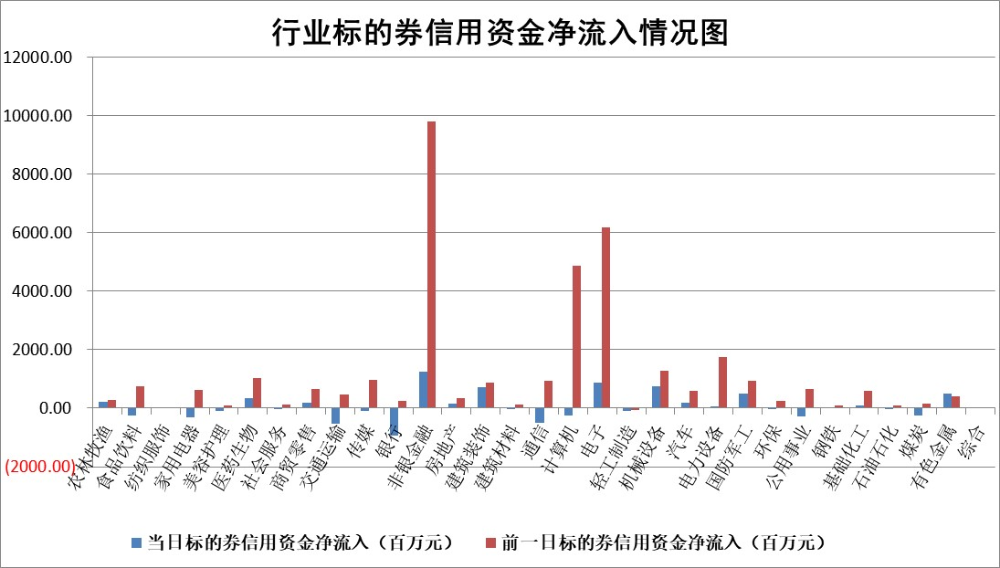 行业标的券信用资金净流入情况图
12000.00
10000.00
8000.00
6000.00
4000.00
2000.00
0.00
(2000.00)
农林牧渔
食品饮料
纺织服饰
家用电器
美容护理
医药生物
社会服务
商贸零售
交通运输
传媒
银行
非银金融
房地产
建筑装饰
建筑材料
通信
计算机
电子
轻工制造
机械设备
汽车
电力设备
国防军工
环保
公用事业
钢铁
基础化工
石油石化
煤炭
有色金属
综合
当日标的券信用资金净流入（百万元）
前一日标的券信用资金净流入（百万元）